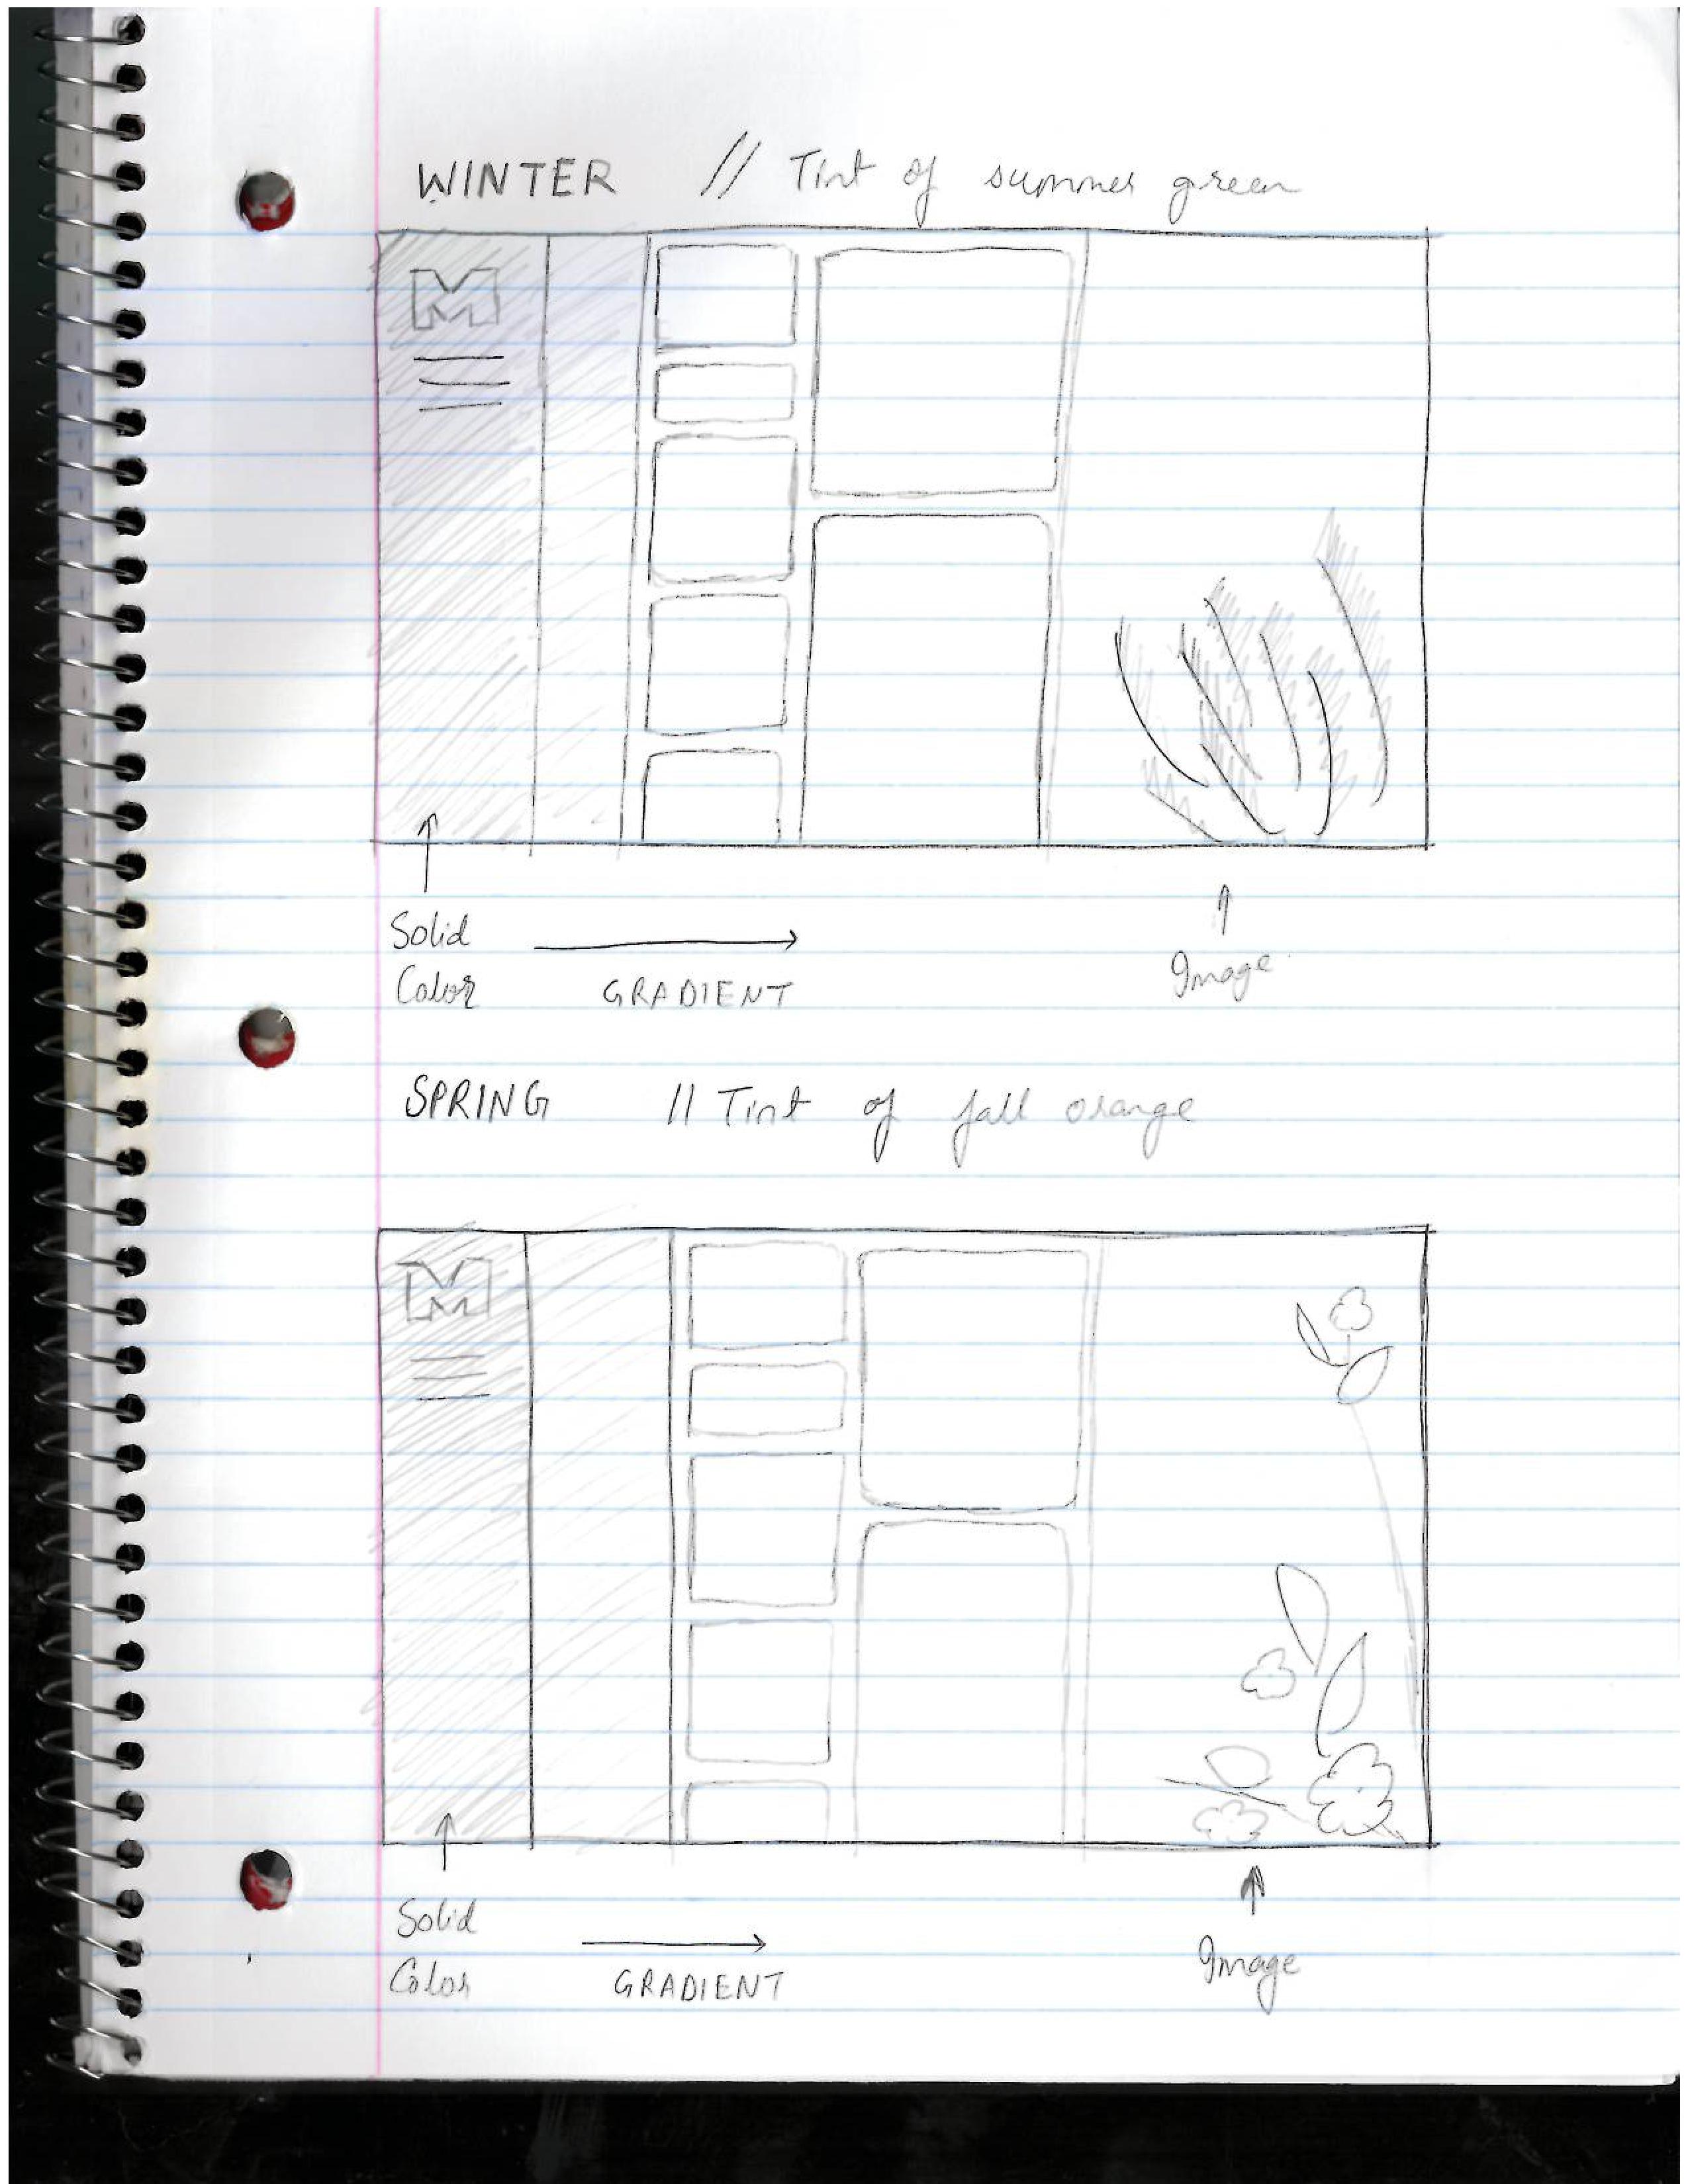 WINTER // Tint of summer green
M
Solid
Color
GRADIENT
Image
SPRING // Tint of fall orange
M
Solid
Color
GRADIENT
Image